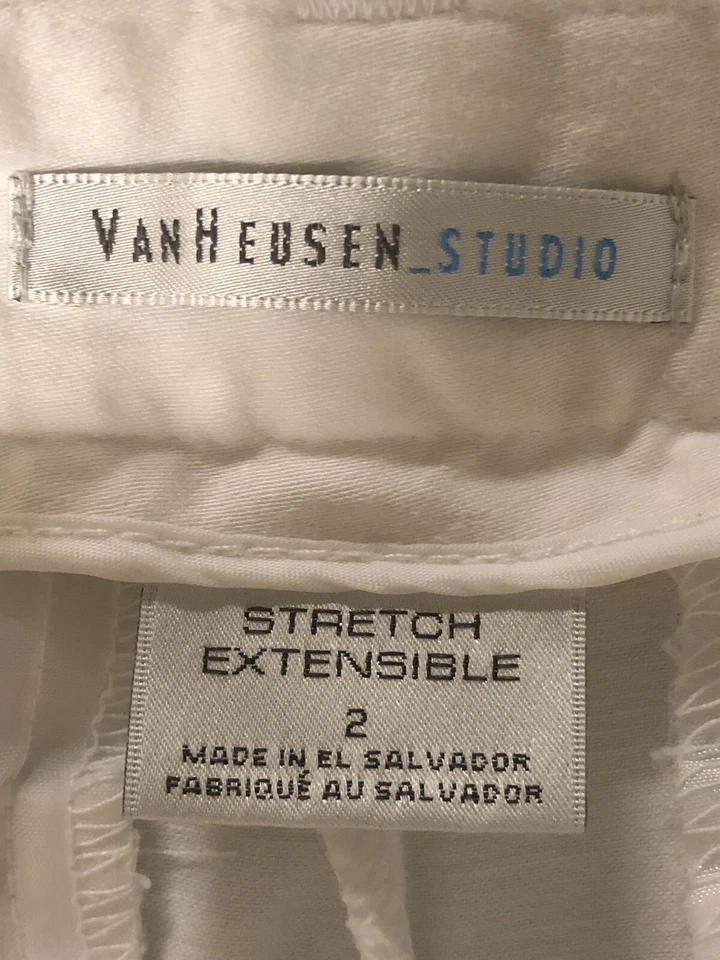 VANHEUSEN_STUDIO
STRETCH
EXTENSIBLE
2
MADE IN EL SALVADOR
FABRIQUÉ AU SALVADOR